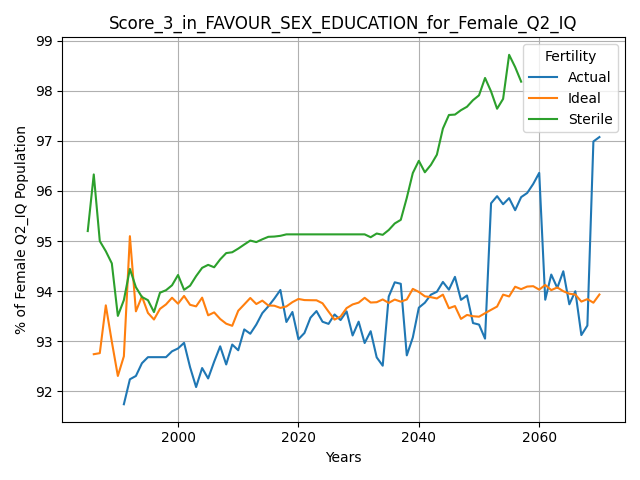 Score_3_in_FAVOUR_SEX_EDUCATION_for_Female_Q2_IQ
% of Female Q2_IQ Population
99
98
97
96
95
94
93
92
Fertility
Actual
Ideal
Sterile
2000
2020
2040
2060
Years